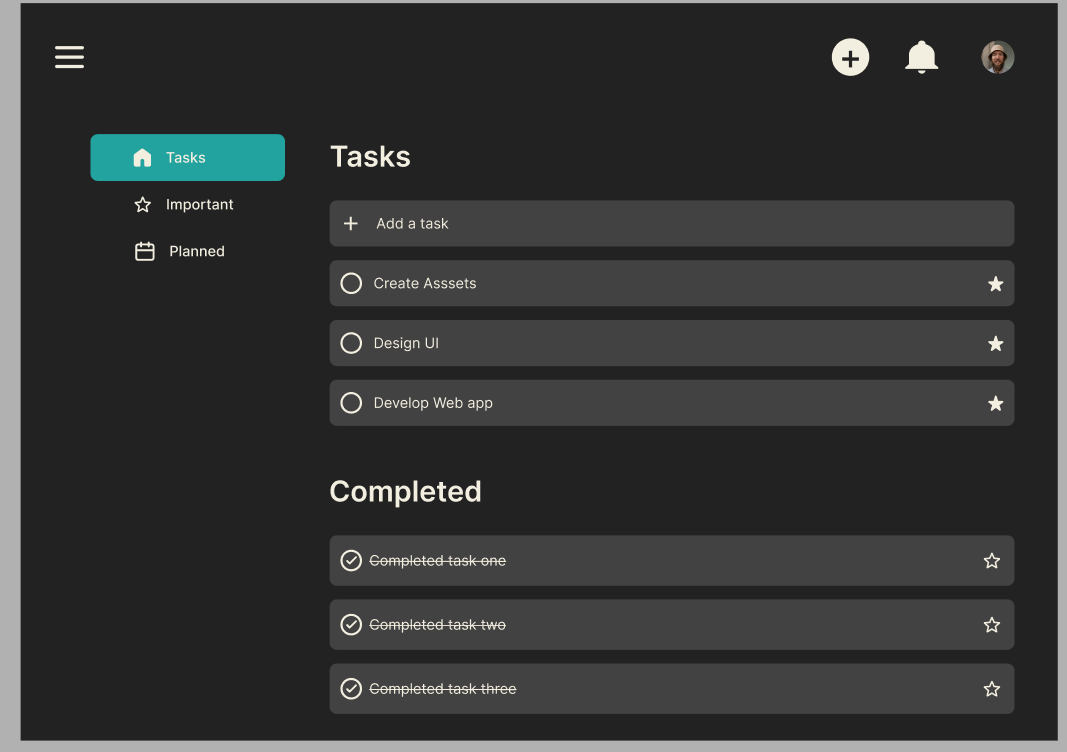 Tasks
Important
Planned
Tasks
Add a task
Create Asssets
Design UI
Develop Web app
Completed
Completed task one
Completed task two
Completed task three